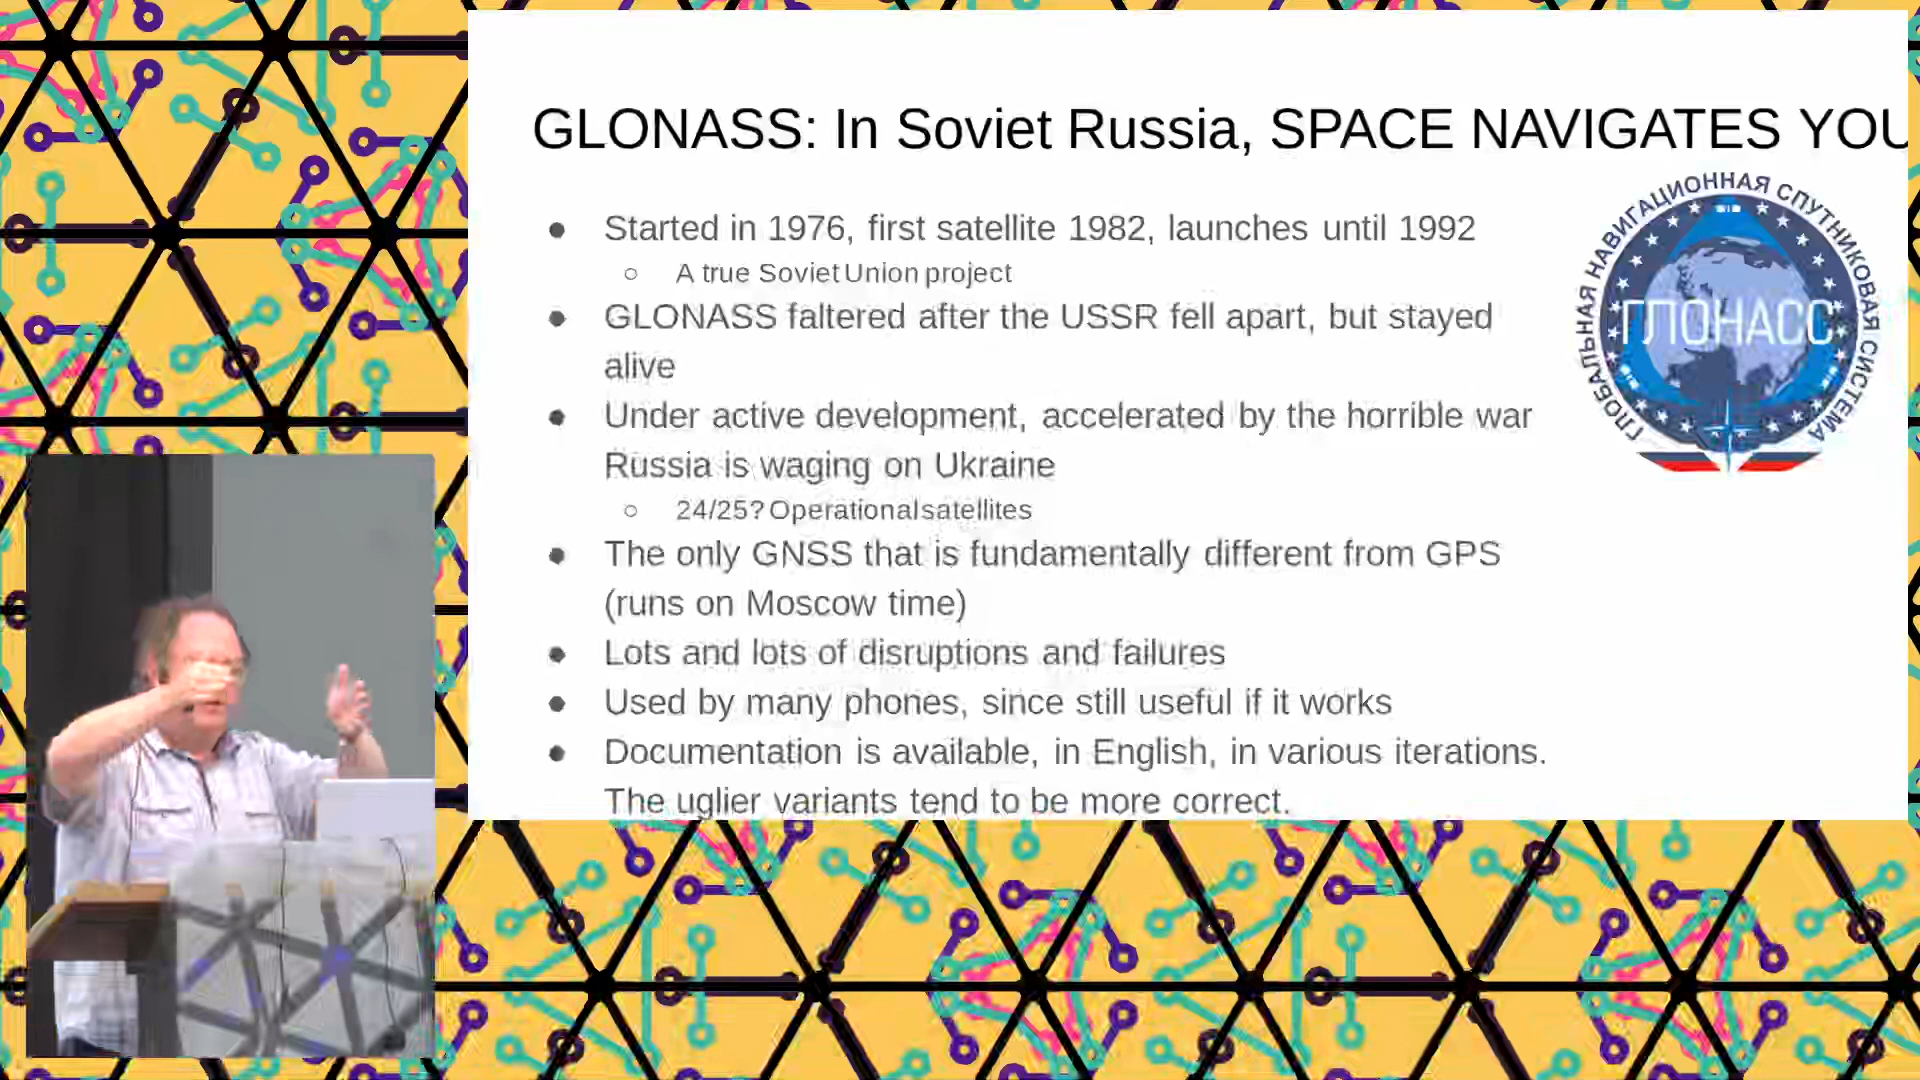 GLONASS: In Soviet Russia, SPACE NAVIGATES YOU
Started in 1976, first satellite 1982, launches until 1992
A true Soviet Union project
GLONASS faltered after the USSR fell apart, but stayed
alive
Under active development, accelerated by the horrible war
Russia is waging on Ukraine
24/25? Operational satellites
The only GNSS that is fundamentally different from GPS
(runs on Moscow time)
Lots and lots of disruptions and failures
Used by many phones, since still useful if it works
Documentation is available, in English, in various iterations.
The uglier variants tend to be more correct.
ГЛОБАЛЬНАЯ НАВИГАЦИОННАЯ СПУТНИКОВАЯ СИСТЕМА
ГЛОНАСС